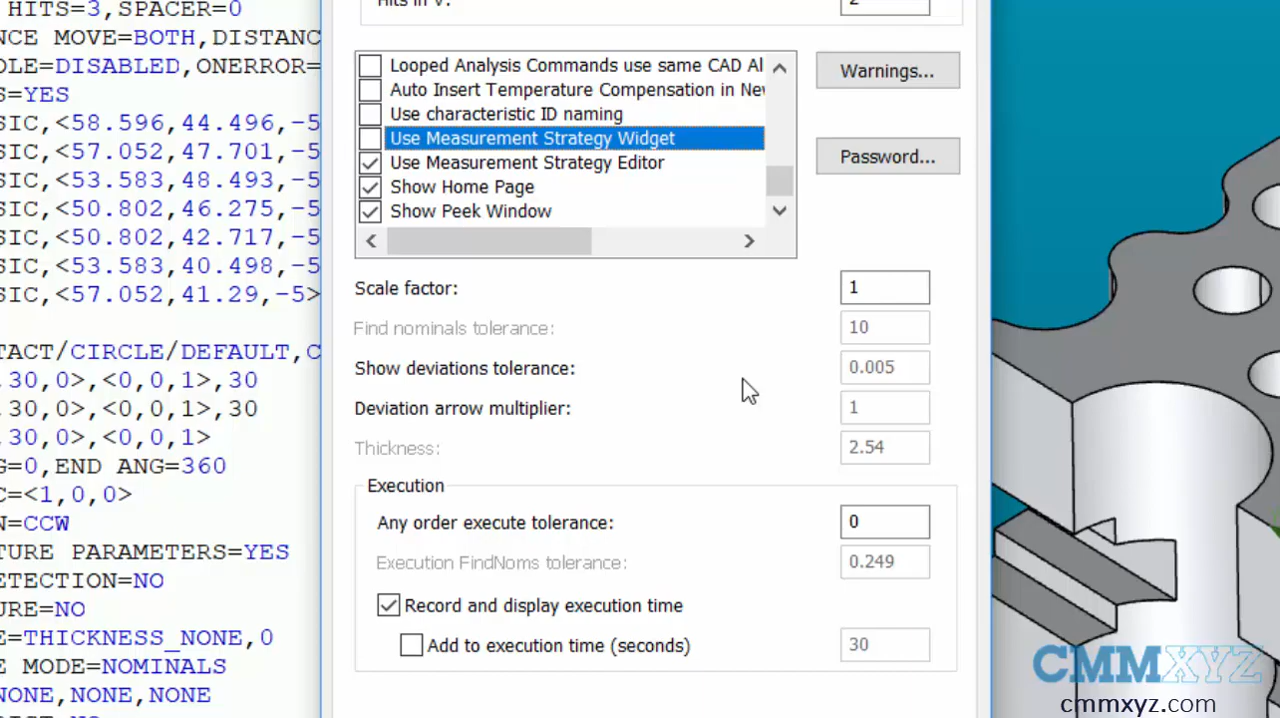 HITS=3,SPACER=0
NCE MOVE=BOTH,DISTANC
OLE=DISABLED,ONERROR=
S=YES
SIC,<58.596,44.496,-5
SIC,<57.052,47.701,-5
SIC,<53.583,48.493,-5
SIC,<50.802,46.275,-5
SIC,<50.802,42.717,-5
SIC,<53.583,40.498,-5
SIC,<57.052,41.29,-5>
TACT/CIRCLE/DEFAULT,C
,30,0>,<0,0,1>,30
,30,0>,<0,0,1>,30
,30,0>,<0,0,1>
G=0,END ANG=360
C=<1,0,0>
N=CCW
TURE PARAMETERS=YES
ETECTION=NO
URE=NO
E=THICKNESS_NONE,0
E MODE=NOMINALS
NONE,NONE,NONE
Looped Analysis Commands use same CAD Al
Auto Insert Temperature Compensation in Nev
Use characteristic ID naming
Use Measurement Strategy Widget
Use Measurement Strategy Editor
Show Home Page
Show Peek Window
Warnings...
Password...
Scale factor: 1
Find nominals tolerance: 10
Show deviations tolerance: 0.005
Deviation arrow multiplier: 1
Thickness: 2.54
Execution
Any order execute tolerance: 0
Execution FindNoms tolerance: 0.249
Record and display execution time
Add to execution time (seconds) 30
CMMXYZ
cmmxyz.com